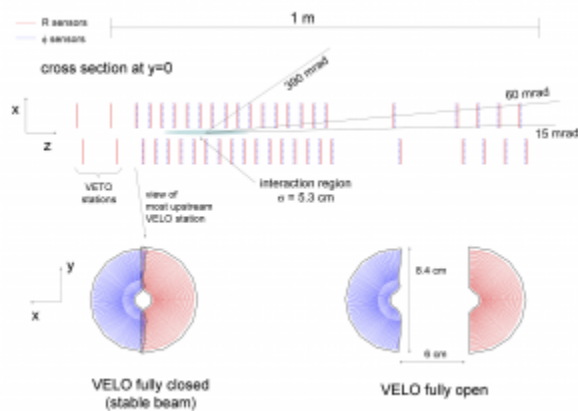 R sensors
ϕ sensors
1 m
cross section at y=0
390 mrad
60 mrad
15 mrad
x
z
VETO
stations
view of
most upstream
VELO station
interaction region
σ = 5.3 cm
y
x
8.4 cm
6 cm
VELO fully closed
(stable beam)
VELO fully open